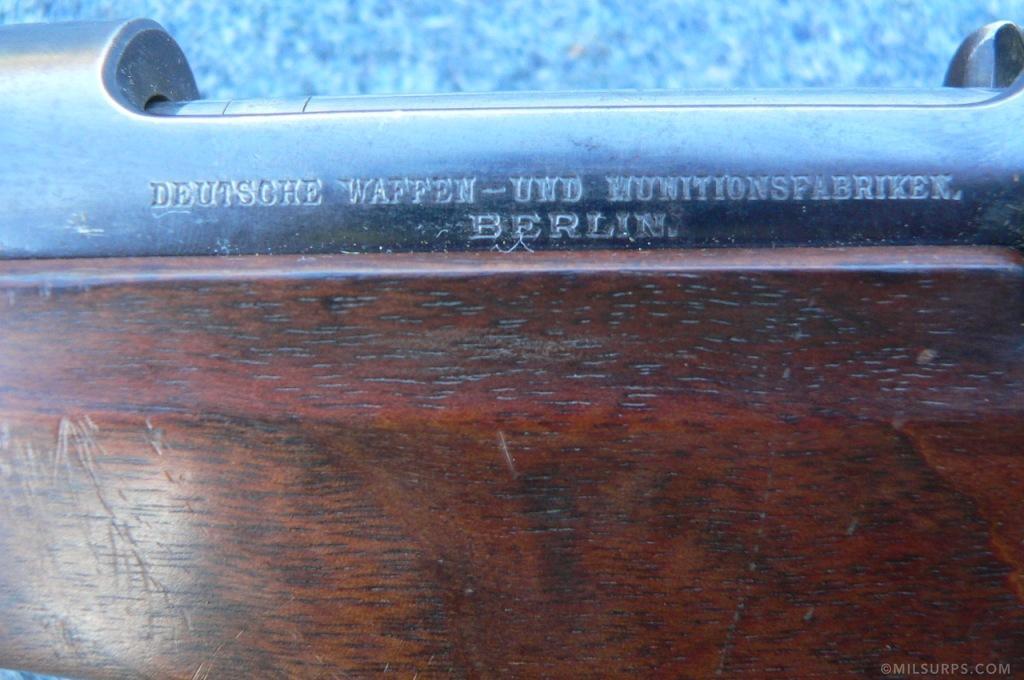 DEUTSCHE WAFFEN-UND MUNITIONSFABRIKEN.
BERLIN.
©MILSURPS.COM